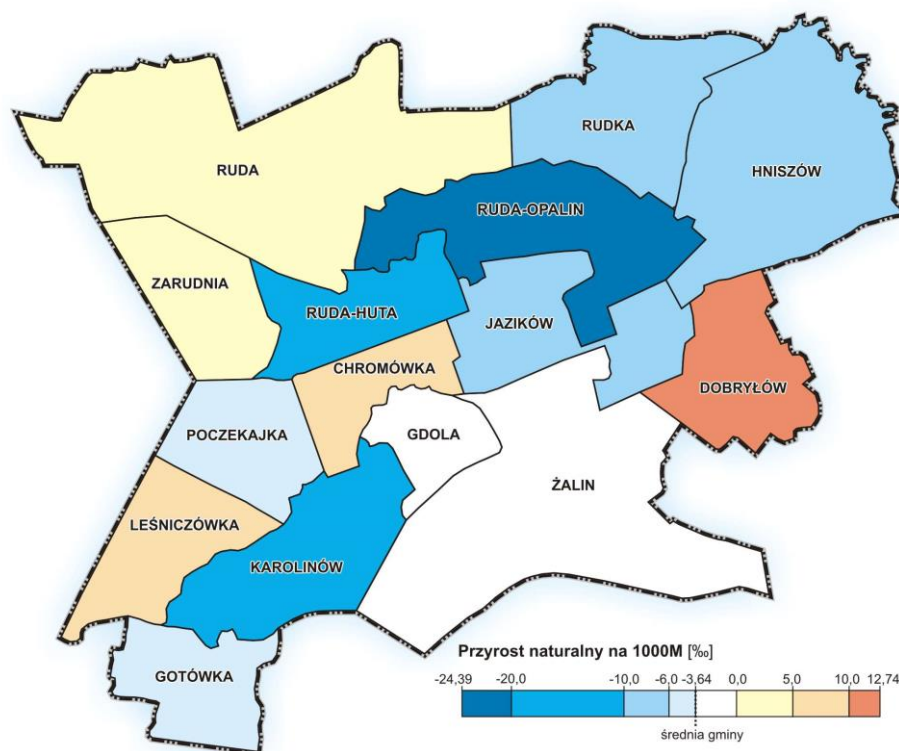 RUDKA
RUDA
HNISZÓW
RUDA-OPALIN
ZARUDNIA
RUDA-HUTA
JAZIKÓW
CHROMÓWKA
DOBRYŁÓW
POCZEKAJKA
GDOLA
ŻALIN
LEŚNICZÓWKA
KAROLINÓW
GOTÓWKA
Przyrost naturalny na 1000M [‰]
-24,39 -20,0 -10,0 -6,0 -3,64 0,0 5,0 10,0 12,74
średnia gminy